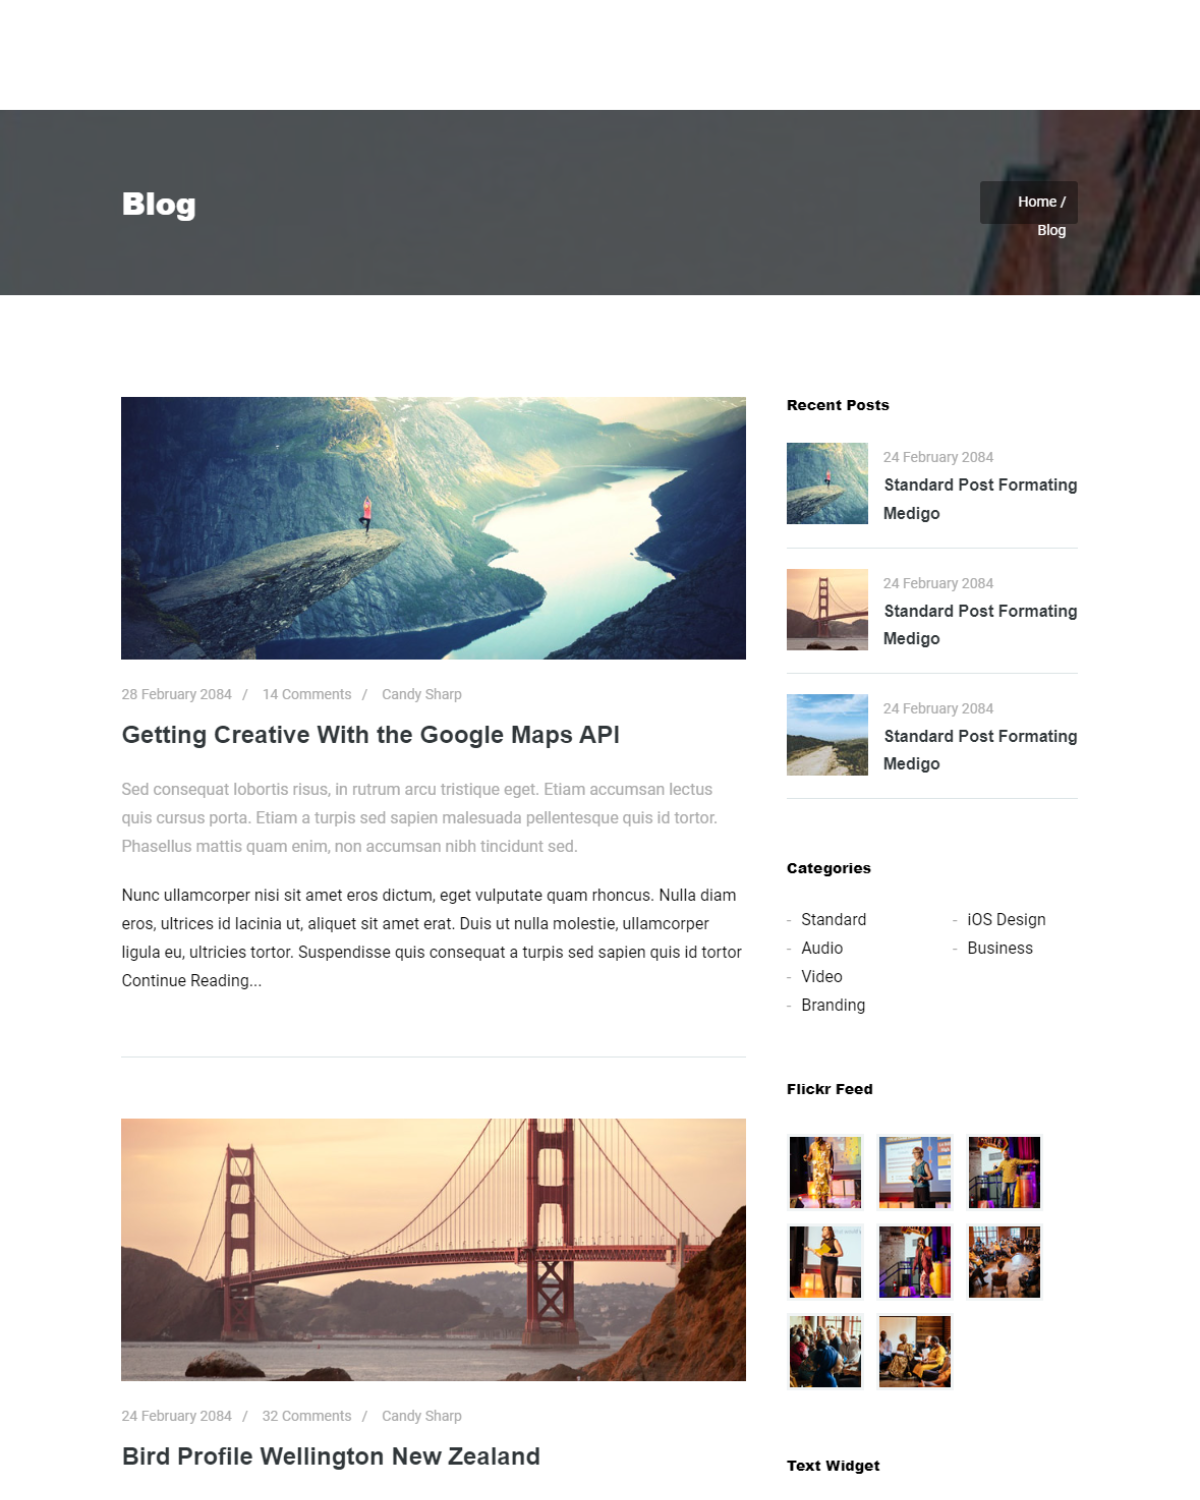 Blog
Home /
Blog
28 February 2084 / 14 Comments / Candy Sharp
Getting Creative With the Google Maps API
Sed consequat lobortis risus, in rutrum arcu tristique eget. Etiam accumsan lectus
quis cursus porta. Etiam a turpis sed sapien malesuada pellentesque quis id tortor.
Phasellus mattis quam enim, non accumsan nibh tincidunt sed.
Nunc ullamcorper nisi sit amet eros dictum, eget vulputate quam rhoncus. Nulla diam
eros, ultrices id lacinia ut, aliquet sit amet erat. Duis ut nulla molestie, ullamcorper
ligula eu, ultricies tortor. Suspendisse quis consequat a turpis sed sapien quis id tortor
Continue Reading...
24 February 2084 / 32 Comments / Candy Sharp
Bird Profile Wellington New Zealand
Recent Posts
24 February 2084
Standard Post Formating
Medigo
24 February 2084
Standard Post Formating
Medigo
24 February 2084
Standard Post Formating
Medigo
Categories
- Standard
- Audio
- Video
- Branding
- iOS Design
- Business
Flickr Feed
Text Widget